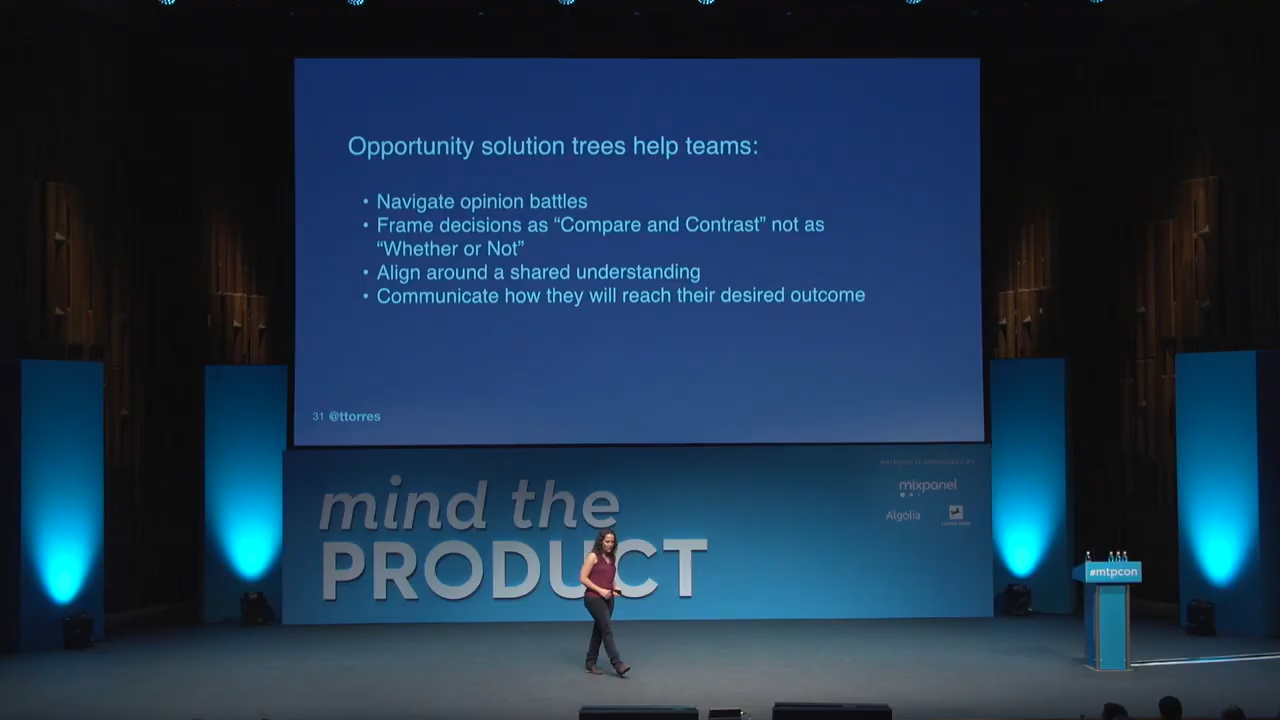 Opportunity solution trees help teams:
• Navigate opinion battles
• Frame decisions as “Compare and Contrast” not as
“Whether or Not”
• Align around a shared understanding
• Communicate how they will reach their desired outcome
31 @ttorres
mind the
PRODUCT
mixpanel
Algolia
#mtpcon